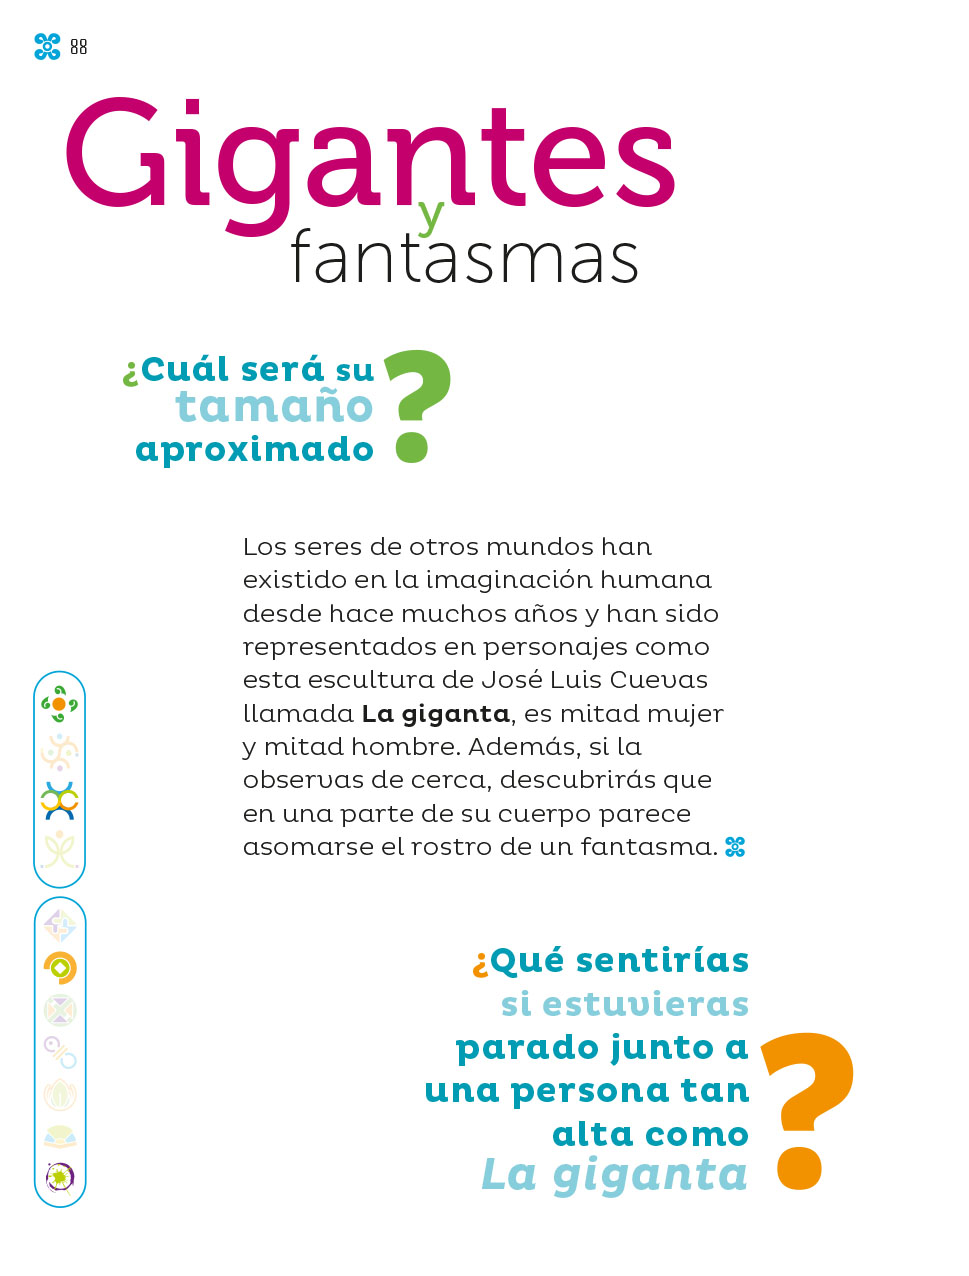 88
Gigantes
y
fantasmas
¿Cuál será su
tamaño
aproximado?
Los seres de otros mundos han
existido en la imaginación humana
desde hace muchos años y han sido
representados en personajes como
esta escultura de José Luis Cuevas
llamada La giganta, es mitad mujer
y mitad hombre. Además, si la
observas de cerca, descubrirás que
en una parte de su cuerpo parece
asomarse el rostro de un fantasma.
¿Qué sentirías
si estuvieras
parado junto a
una persona tan
alta como
La giganta?